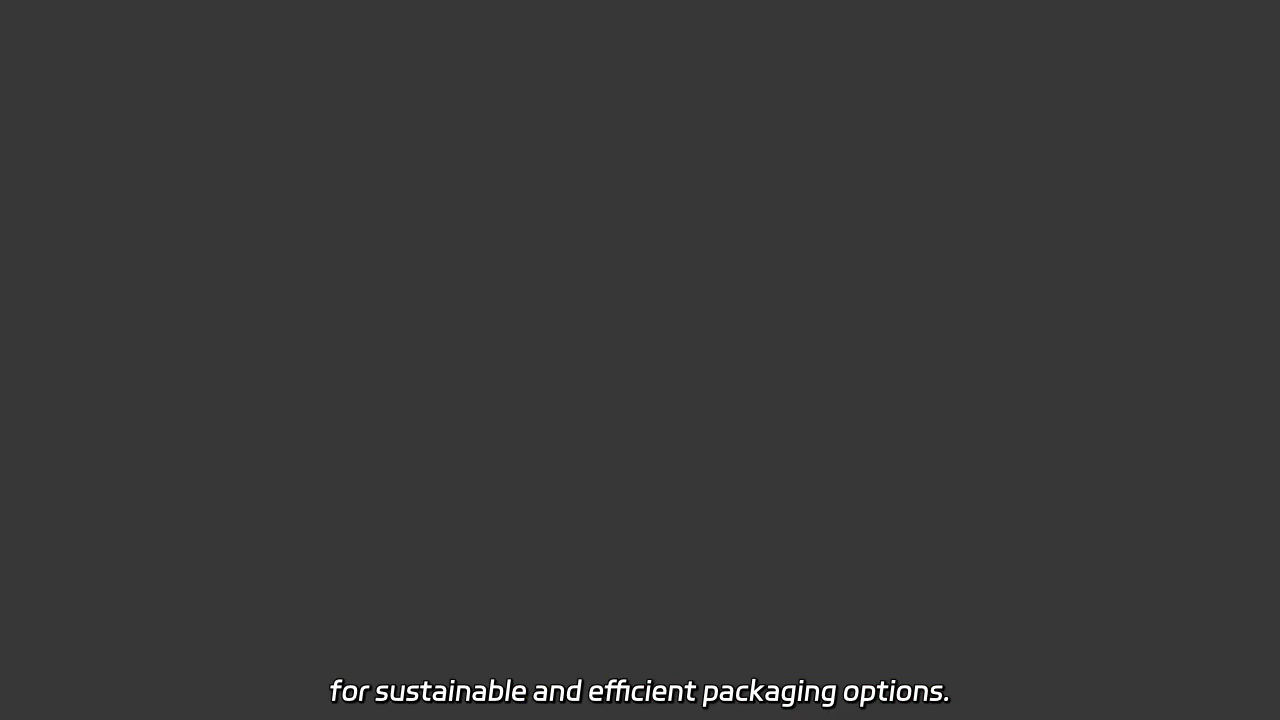 for sustainable and efficient packaging options.